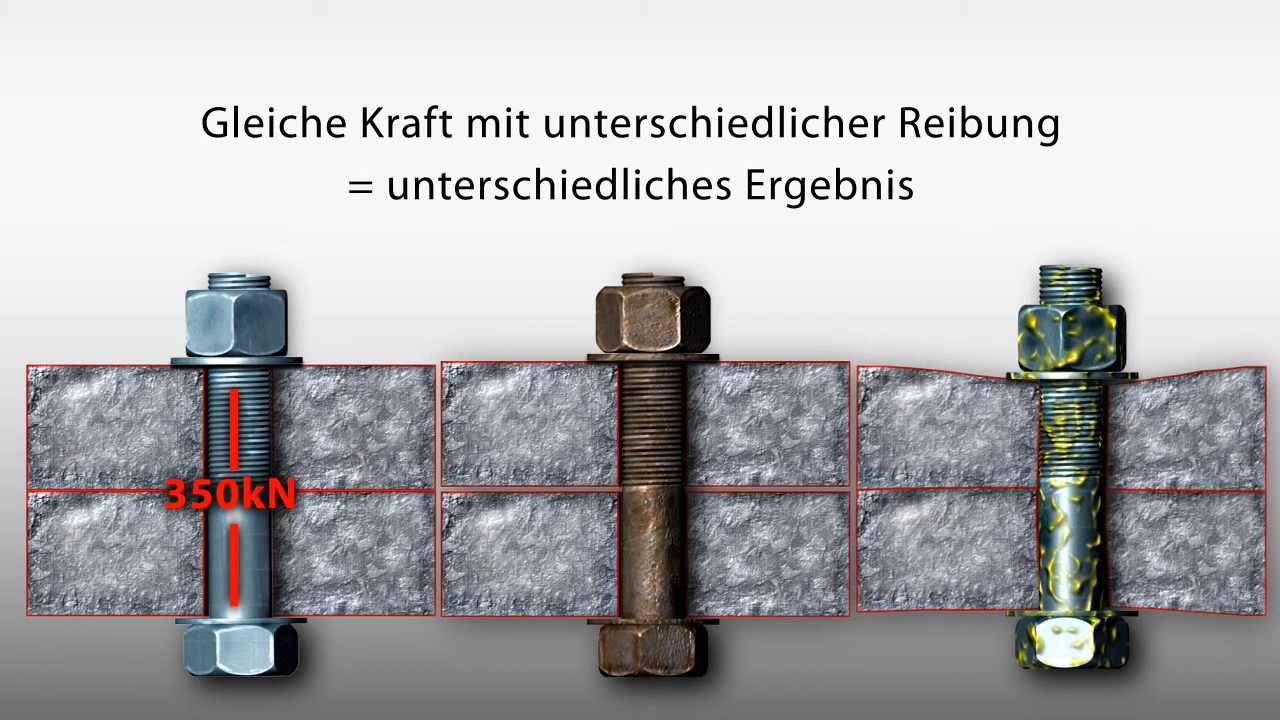 Gleiche Kraft mit unterschiedlicher Reibung
= unterschiedliches Ergebnis
350kN